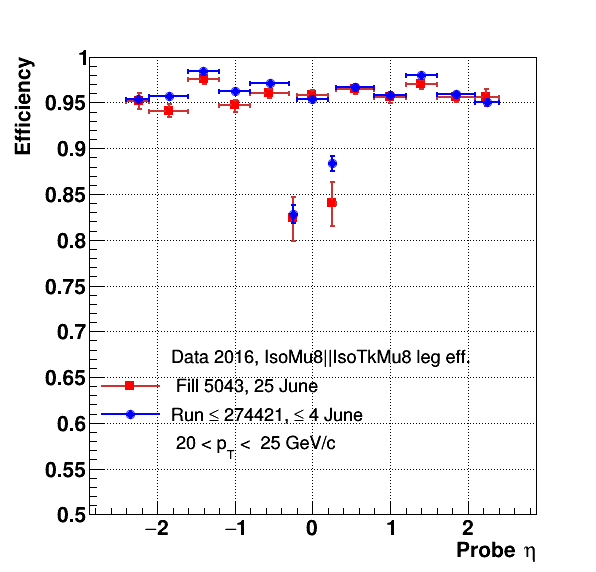 Efficiency
1
0.95
0.9
0.85
0.8
0.75
0.7
0.65
0.6
0.55
0.5
Data 2016, IsoMu8||IsoTkMu8 leg eff.
Fill 5043, 25 June
Run ≤ 274421, ≤ 4 June
20 < p_T < 25 GeV/c
−2 −1 0 1 2
Probe η